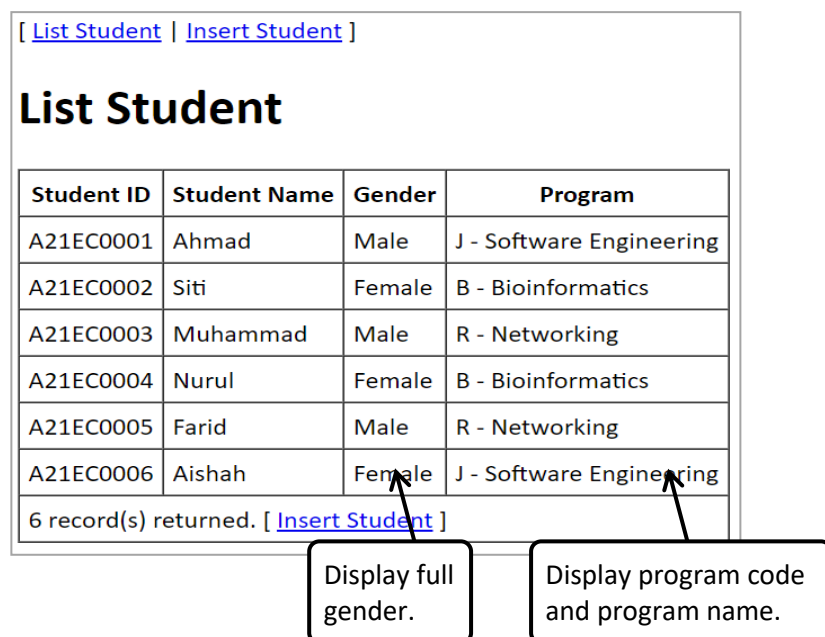 [ List Student | Insert Student ]
List Student
Student ID Student Name Gender Program
A21EC0001 Ahmad Male J - Software Engineering
A21EC0002 Siti Female B - Bioinformatics
A21EC0003 Muhammad Male R - Networking
A21EC0004 Nurul Female B - Bioinformatics
A21EC0005 Farid Male R - Networking
A21EC0006 Aishah Female J - Software Engineering
6 record(s) returned. [ Insert Student ]
Display full
gender.
Display program code
and program name.